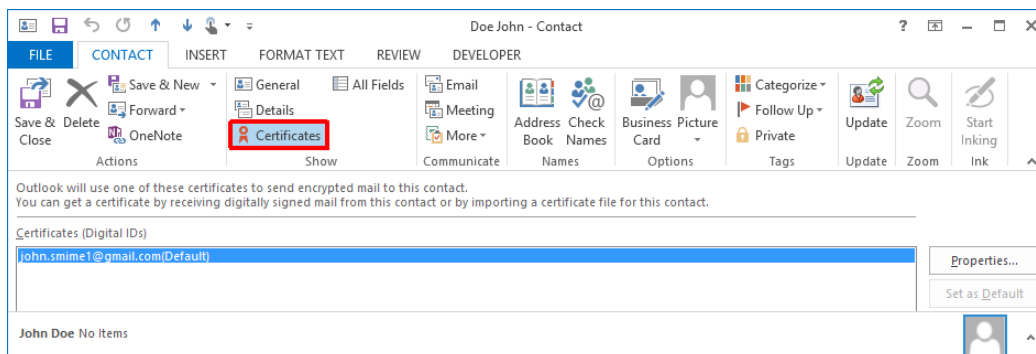 Doe John - Contact
FILE CONTACT INSERT FORMAT TEXT REVIEW DEVELOPER
Save & Close
Delete
Save & New
Forward
OneNote
Actions
General
Details
Certificates
All Fields
Show
Email
Meeting
More
Communicate
Address Book
Check Names
Names
Business Card
Picture
Options
Categorize
Follow Up
Private
Tags
Update
Update
Zoom
Zoom
Start Inking
Ink
Outlook will use one of these certificates to send encrypted mail to this contact.
You can get a certificate by receiving digitally signed mail from this contact or by importing a certificate file for this contact.
Certificates (Digital IDs)
john.smime1@gmail.com(Default)
Properties...
Set as Default
John Doe No Items